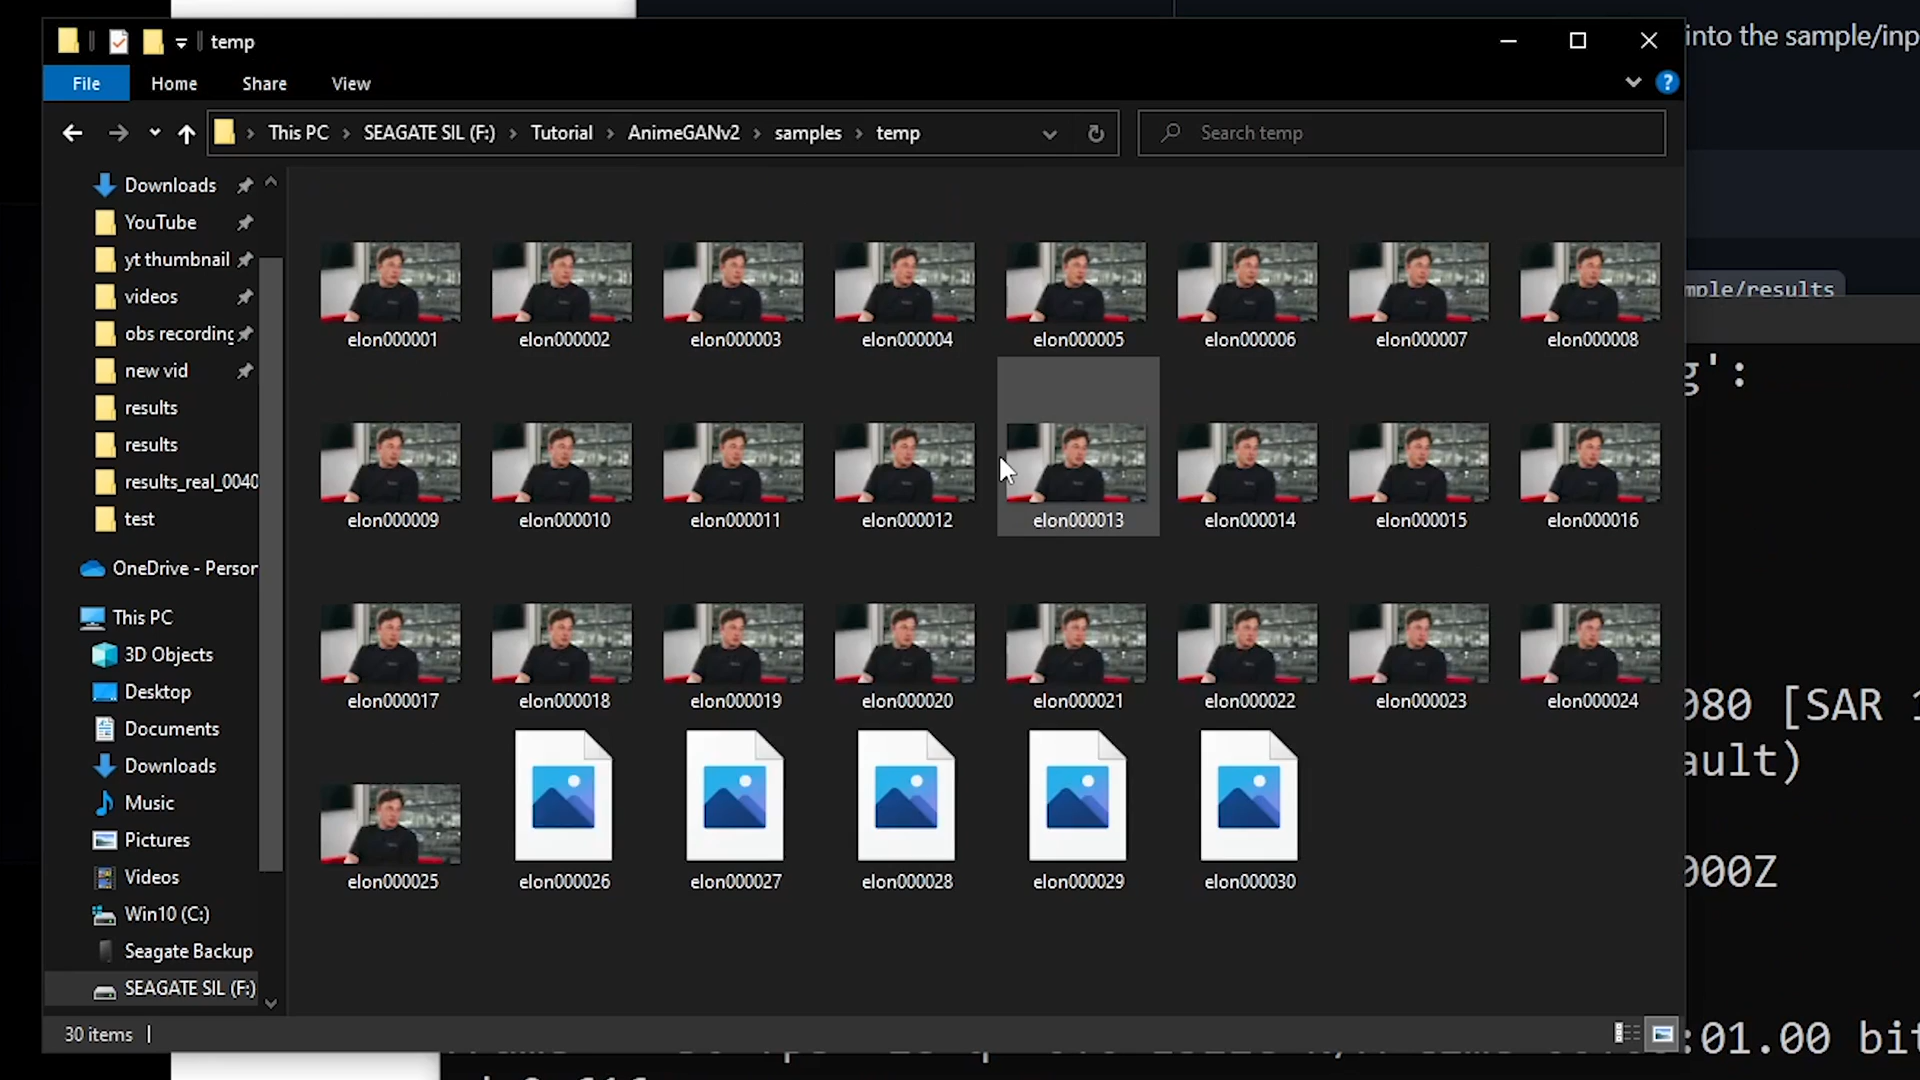 temp
into the sample/inp
File Home Share View
This PC SEAGATE SIL (F:) Tutorial AnimeGANv2 samples temp
Search temp
Downloads
YouTube
yt thumbnail
videos
obs recording
new vid
results
results
results_real_0040
test
OneDrive - Person
This PC
3D Objects
Desktop
Documents
Downloads
Music
Pictures
Videos
Win10 (C:)
Seagate Backup
SEAGATE SIL (F:)
elon000001 elon000002 elon000003 elon000004 elon000005 elon000006 elon000007 elon000008
elon000009 elon000010 elon000011 elon000012 elon000013 elon000014 elon000015 elon000016
elon000017 elon000018 elon000019 elon000020 elon000021 elon000022 elon000023 elon000024
elon000025 elon000026 elon000027 elon000028 elon000029 elon000030
30 items
mple/results
g':
080 [SAR 1
ault)
000Z
:01.00 bit